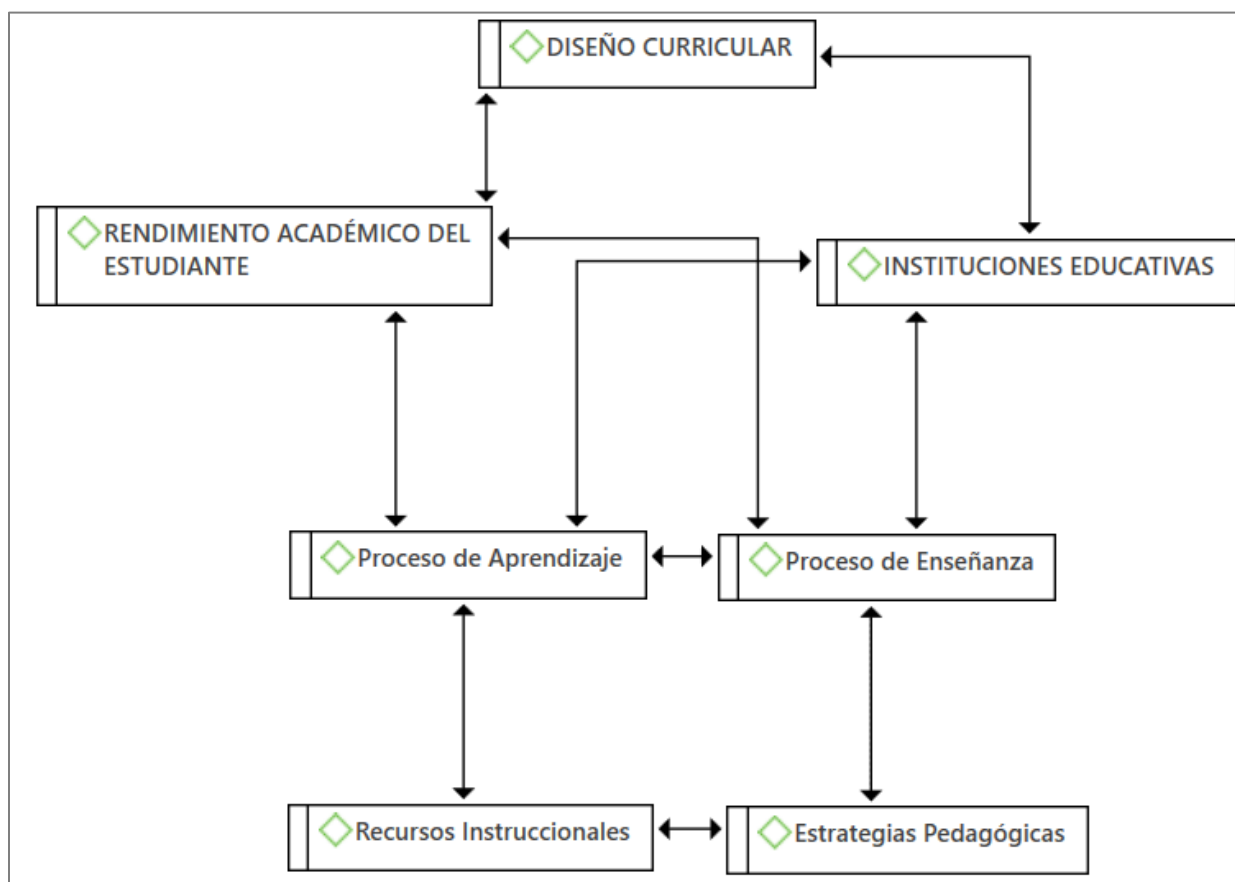 DISEÑO CURRICULAR
RENDIMIENTO ACADÉMICO DEL
ESTUDIANTE
INSTITUCIONES EDUCATIVAS
Proceso de Aprendizaje
Proceso de Enseñanza
Recursos Instruccionales
Estrategias Pedagógicas